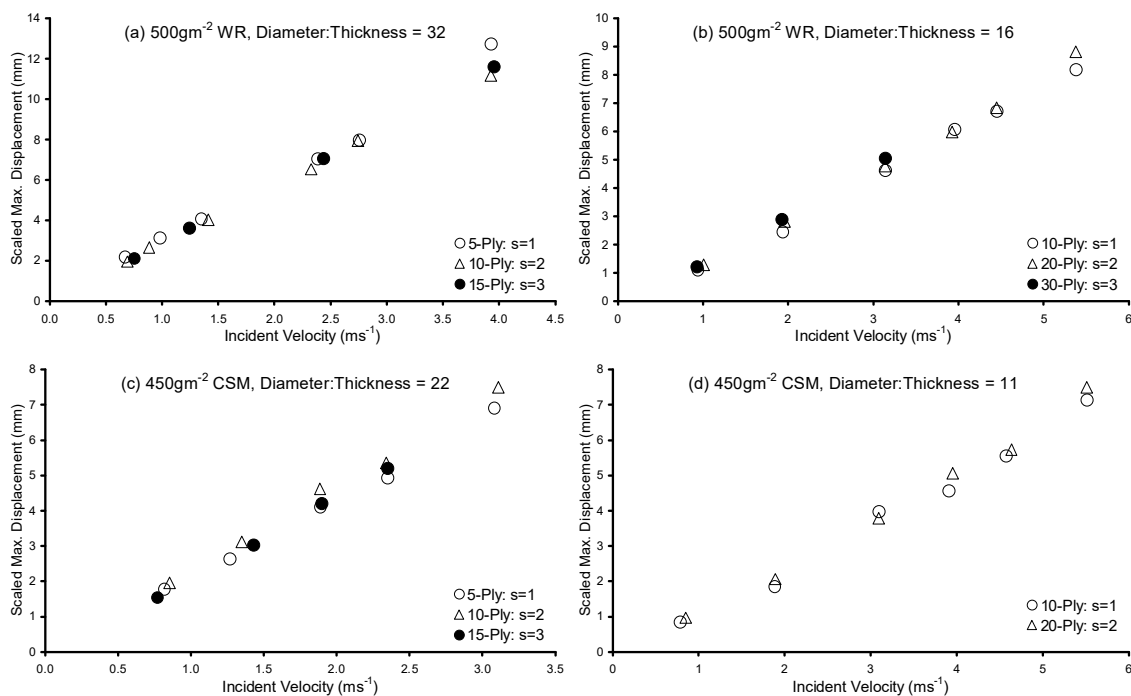 (a) 500gm⁻² WR, Diameter:Thickness = 32
Scaled Max. Displacement (mm)
14
12
10
8
6
4
2
0
0.0 0.5 1.0 1.5 2.0 2.5 3.0 3.5 4.0 4.5
Incident Velocity (ms⁻¹)
5-Ply: s=1
10-Ply: s=2
15-Ply: s=3
(b) 500gm⁻² WR, Diameter:Thickness = 16
Scaled Max. Displacement (mm)
10
9
8
7
6
5
4
3
2
1
0
0 1 2 3 4 5 6
Incident Velocity (ms⁻¹)
10-Ply: s=1
20-Ply: s=2
30-Ply: s=3
(c) 450gm⁻² CSM, Diameter:Thickness = 22
Scaled Max. Displacement (mm)
8
7
6
5
4
3
2
1
0
0.0 0.5 1.0 1.5 2.0 2.5 3.0 3.5
Incident Velocity (ms⁻¹)
5-Ply: s=1
10-Ply: s=2
15-Ply: s=3
(d) 450gm⁻² CSM, Diameter:Thickness = 11
Scaled Max. Displacement (mm)
8
7
6
5
4
3
2
1
0
0 1 2 3 4 5 6
Incident Velocity (ms⁻¹)
10-Ply: s=1
20-Ply: s=2